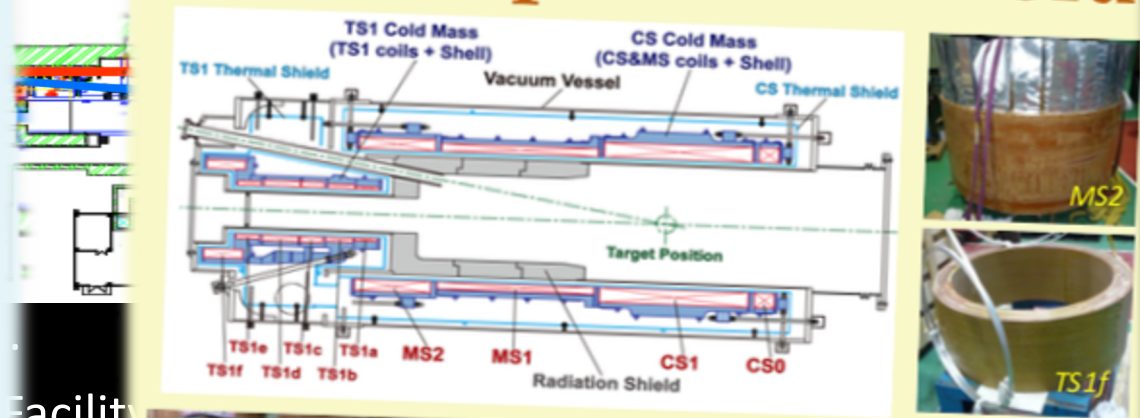 TS1 Cold Mass
(TS1 coils + Shell)
CS Cold Mass
(CS&MS coils + Shell)
TS1 Thermal Shield
Vacuum Vessel
CS Thermal Shield
MS2
Target Position
TS1e
TS1c
TS1a
MS2
MS1
CS1
CS0
TS1f
TS1d
TS1b
Radiation Shield
TS1f
Facility